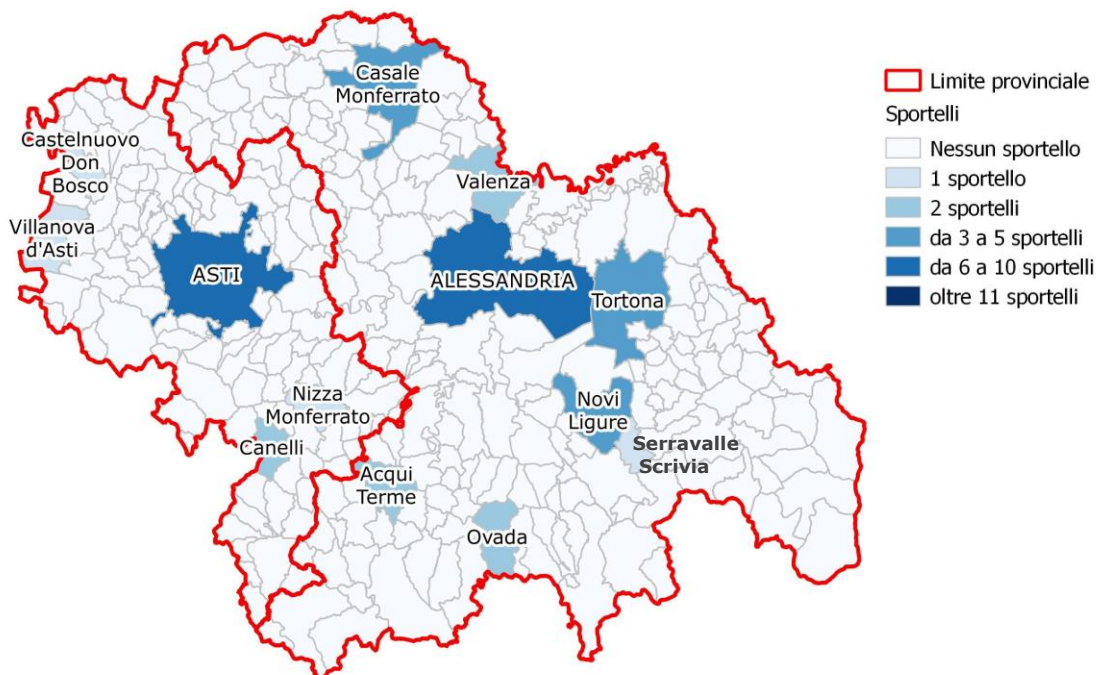 Casale
Monferrato
Castelnuovo
Don
Bosco
Valenza
Villanova
d'Asti
ASTI
ALESSANDRIA
Tortona
Nizza
Monferrato
Novi
Ligure
Canelli
Serravalle
Scrivia
Acqui
Terme
Ovada
Limite provinciale
Sportelli
Nessun sportello
1 sportello
2 sportelli
da 3 a 5 sportelli
da 6 a 10 sportelli
oltre 11 sportelli